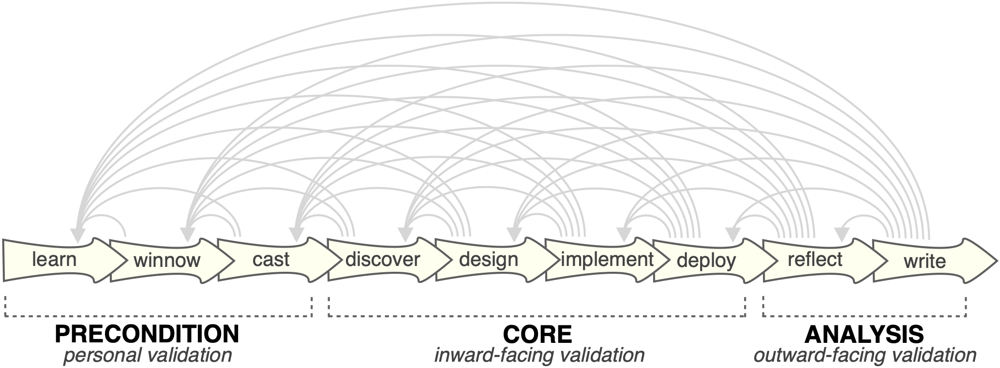 learn winnow cast discover design implement deploy reflect write
PRECONDITION CORE ANALYSIS
personal validation inward-facing validation outward-facing validation